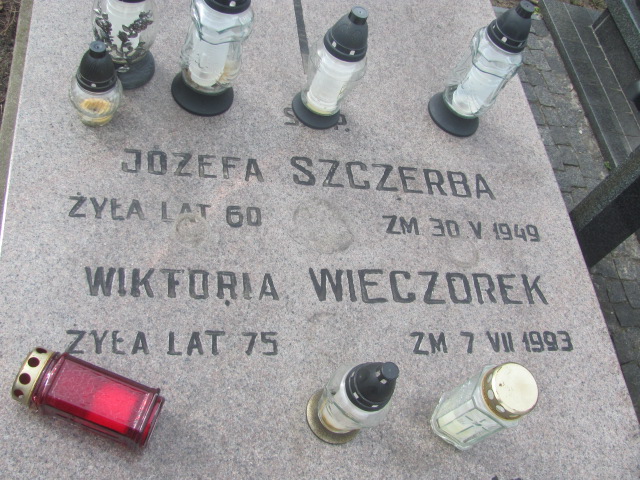 Ś. P.
JÓZEFA SZCZERBA
ŻYŁA LAT 60 ZM 30 V 1949
WIKTORIA WIECZOREK
ŻYŁA LAT 75 ZM 7 VII 1993